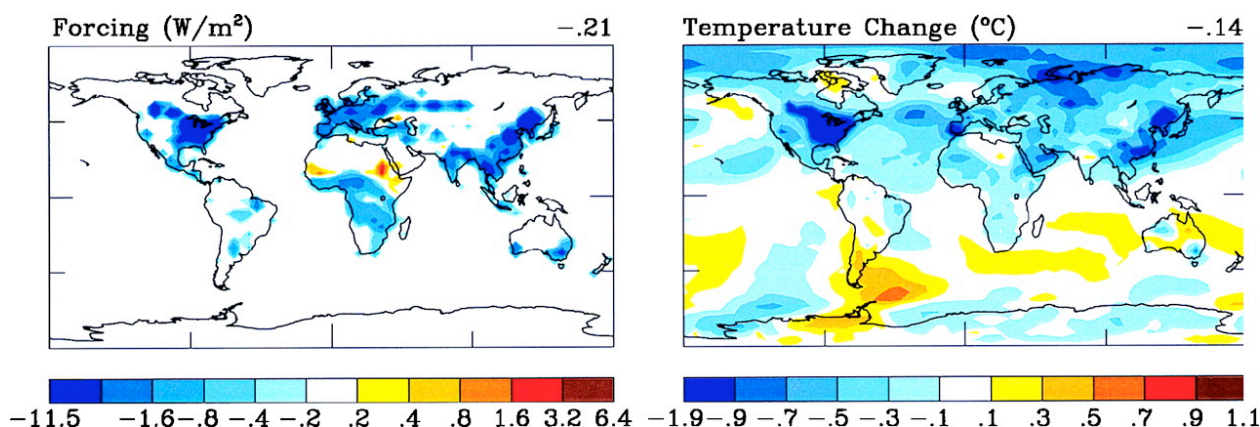 Forcing (W/m²) -.21
Temperature Change (°C) -.14
-11.5 -1.6 -.8 -.4 -.2 .2 .4 .8 1.6 3.2 6.4
-1.9 -.9 -.7 -.5 -.3 -.1 .1 .3 .5 .7 .9 1.1